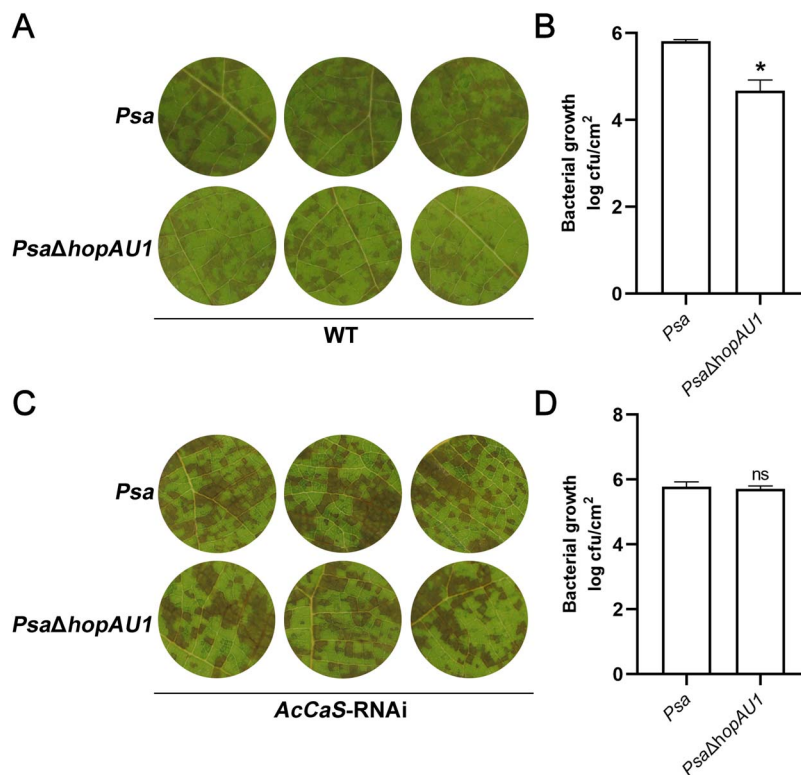 A
Psa
PsaΔhopAU1
WT
B
Bacterial growth
log cfu/cm²
6
4
2
0
*
Psa
PsaΔhopAU1
C
Psa
PsaΔhopAU1
AcCaS-RNAi
D
Bacterial growth
log cfu/cm²
8
6
4
2
0
ns
Psa
PsaΔhopAU1